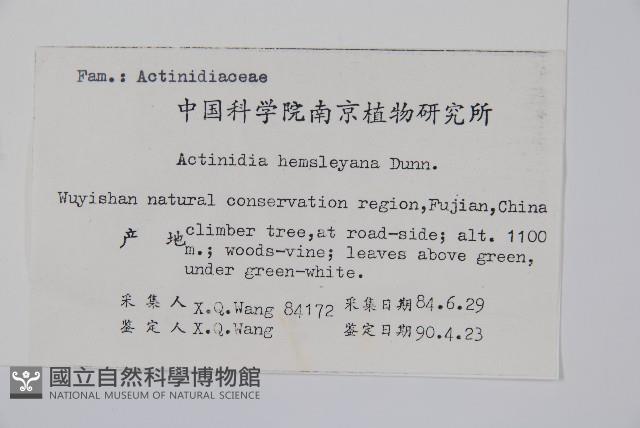 Fam.: Actinidiaceae
中国科学院南京植物研究所
Actinidia hemsleyana Dunn.
Wuyishan natural conservation region,Fujian,China
产 地 climber tree,at road-side; alt. 1100
m.; woods-vine; leaves above green,
under green-white.
采集人 X.Q.Wang 84172 采集日期 84.6.29
鉴定人 X.Q.Wang 鉴定日期 90.4.23
國立自然科學博物館
NATIONAL MUSEUM OF NATURAL SCIENCE